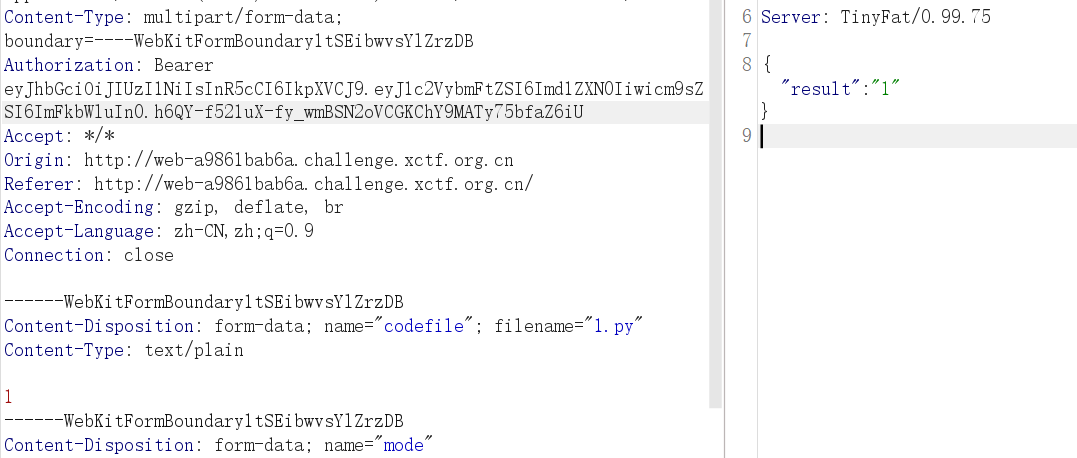 Content-Type: multipart/form-data;
boundary=----WebKitFormBoundary1tSEibwvsYlZrzDB
Authorization: Bearer
eyJhbGciOiJIUzI1NiIsInR5cCI6IkpXVCJ9.eyJ1c2VybmFtZSI6Imd1ZXN0Iiwicm9sZ
SI6ImFkbWluIn0.h6QY-f52luX-fy_wmBSN2oVCGKChY9MATy75bfaZ6iU
Accept: */*
Origin: http://web-a9861bab6a.challenge.xctf.org.cn
Referer: http://web-a9861bab6a.challenge.xctf.org.cn/
Accept-Encoding: gzip, deflate, br
Accept-Language: zh-CN,zh;q=0.9
Connection: close
------WebKitFormBoundary1tSEibwvsYlZrzDB
Content-Disposition: form-data; name="codefile"; filename="1.py"
Content-Type: text/plain
1
------WebKitFormBoundary1tSEibwvsYlZrzDB
Content-Disposition: form-data; name="mode"
6 Server: TinyFat/0.99.75
7
8 {
"result":"1"
}
9